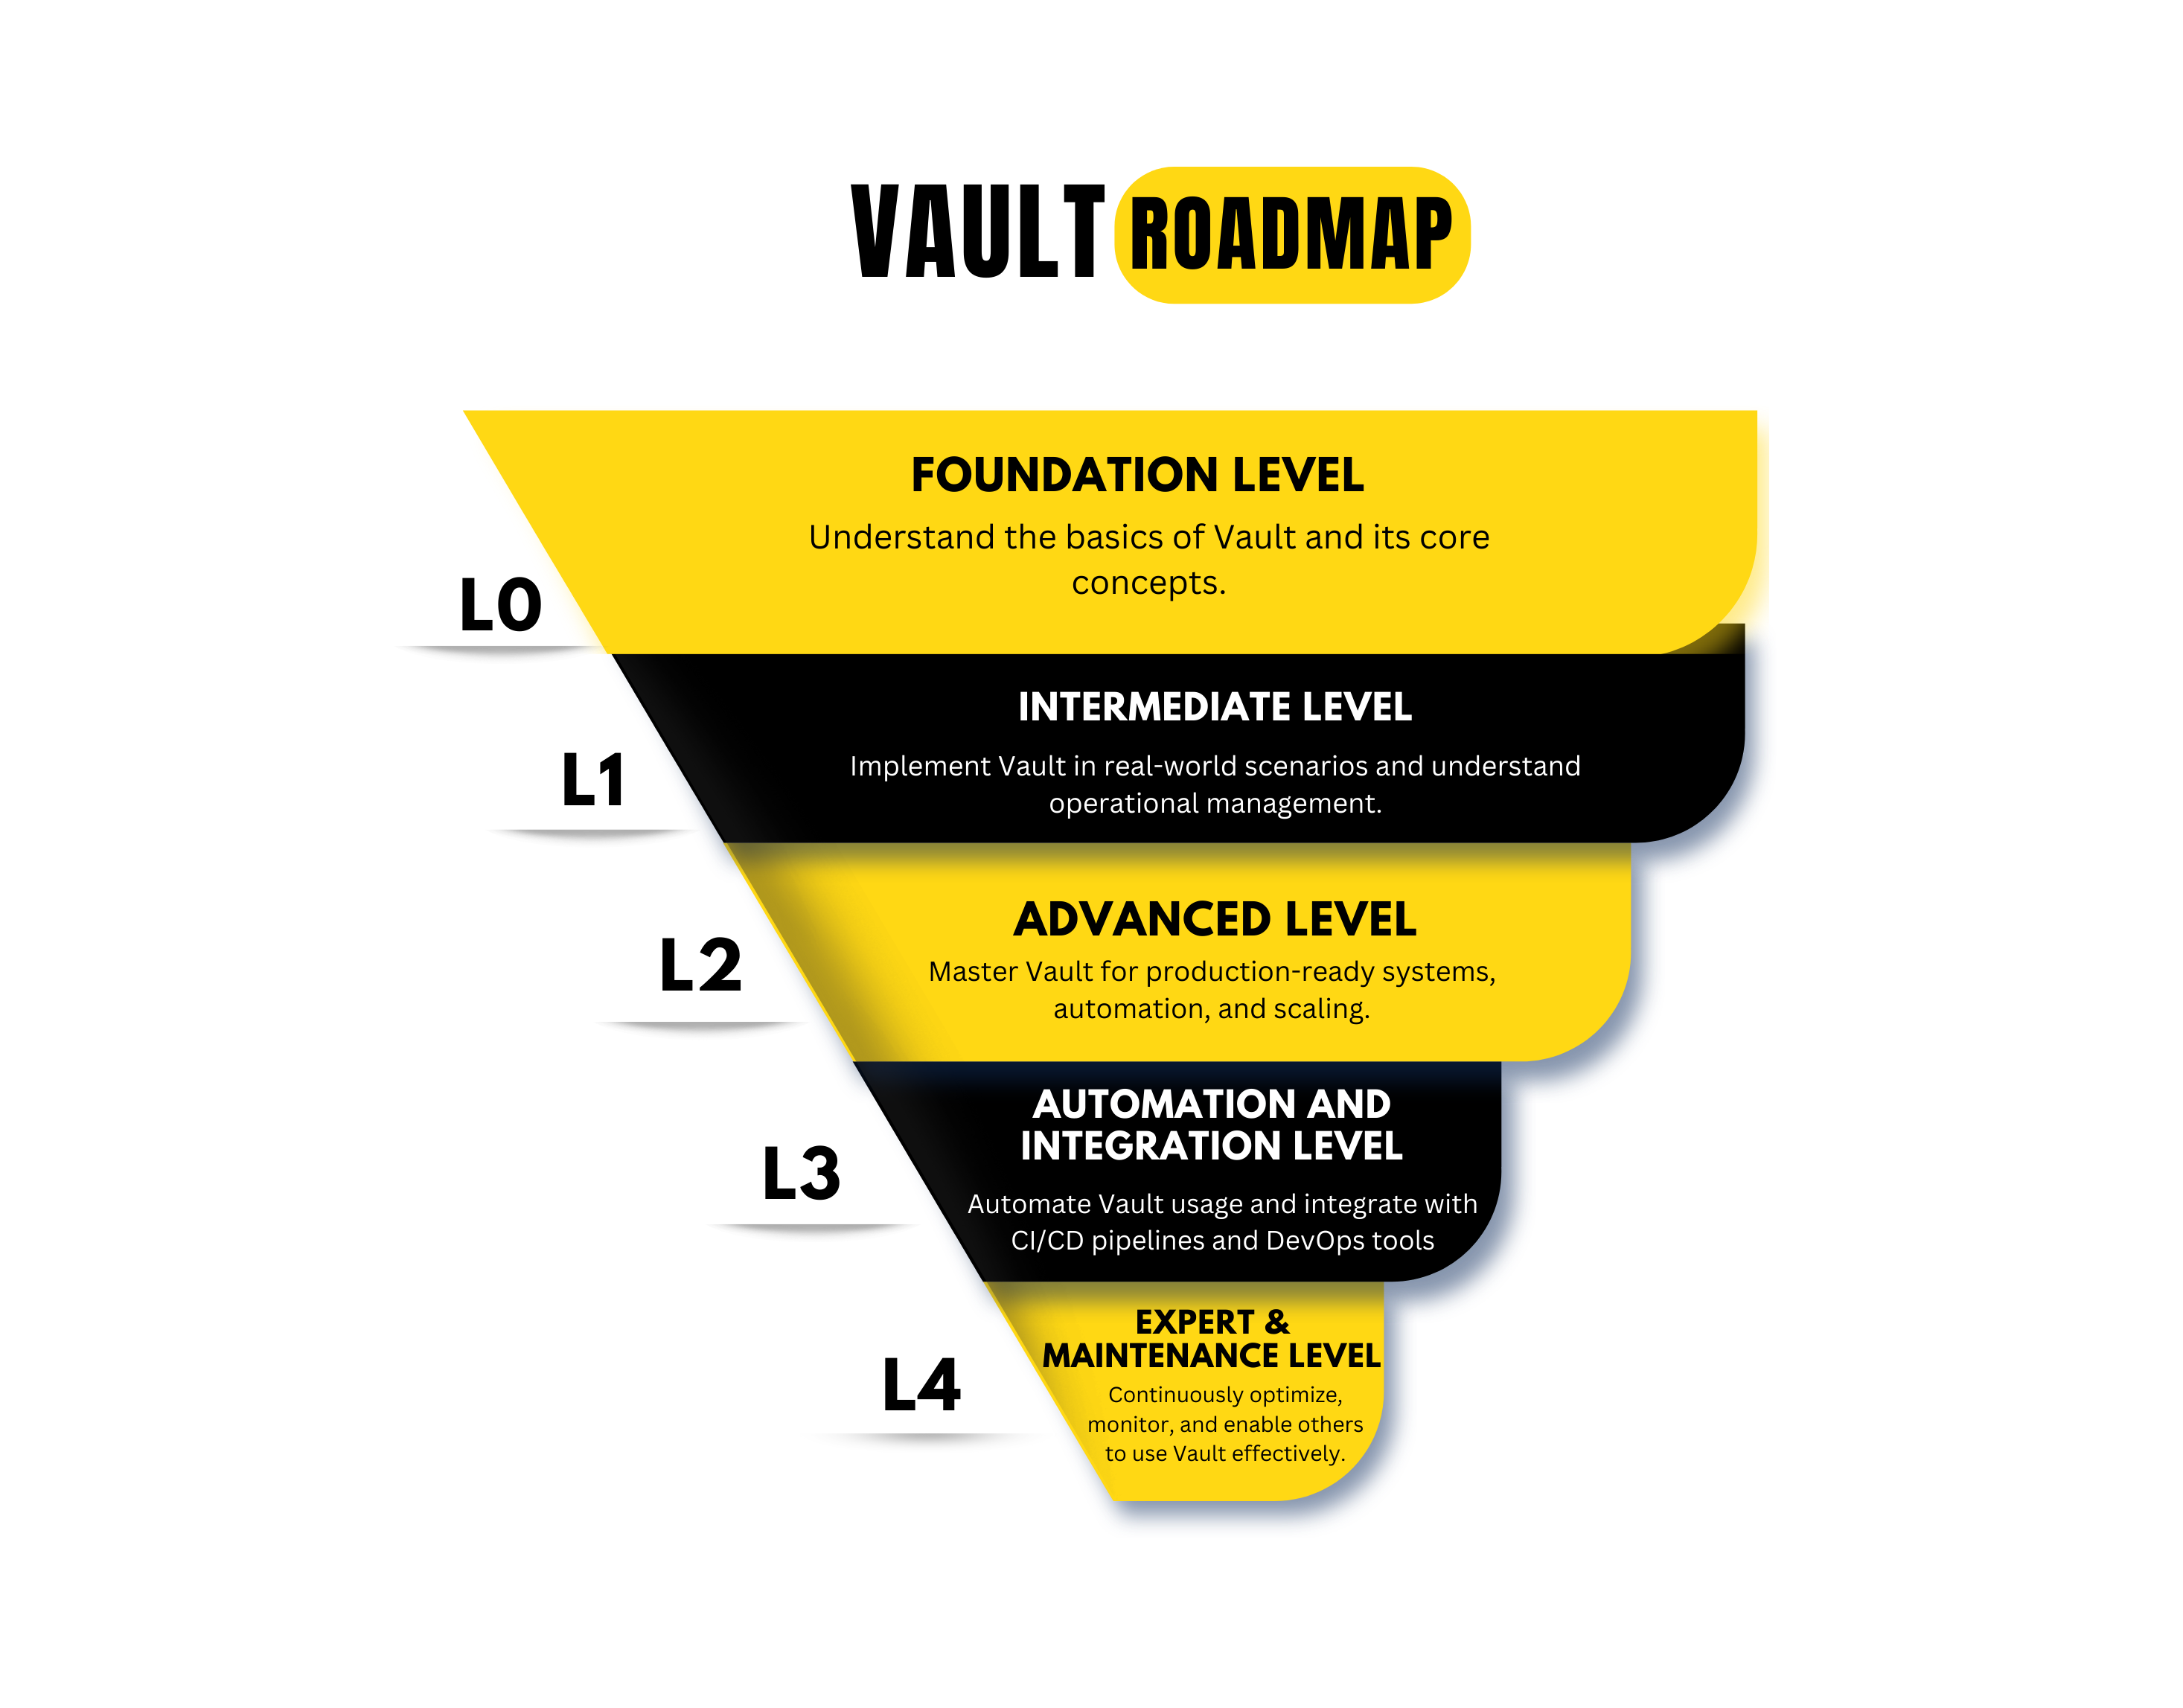 VAULT ROADMAP
FOUNDATION LEVEL
Understand the basics of Vault and its core
concepts.
L0
INTERMEDIATE LEVEL
Implement Vault in real-world scenarios and understand
operational management.
L1
ADVANCED LEVEL
Master Vault for production-ready systems,
automation, and scaling.
L2
AUTOMATION AND
INTEGRATION LEVEL
Automate Vault usage and integrate with
CI/CD pipelines and DevOps tools
L3
EXPERT &
MAINTENANCE LEVEL
Continuously optimize,
monitor, and enable others
to use Vault effectively.
L4